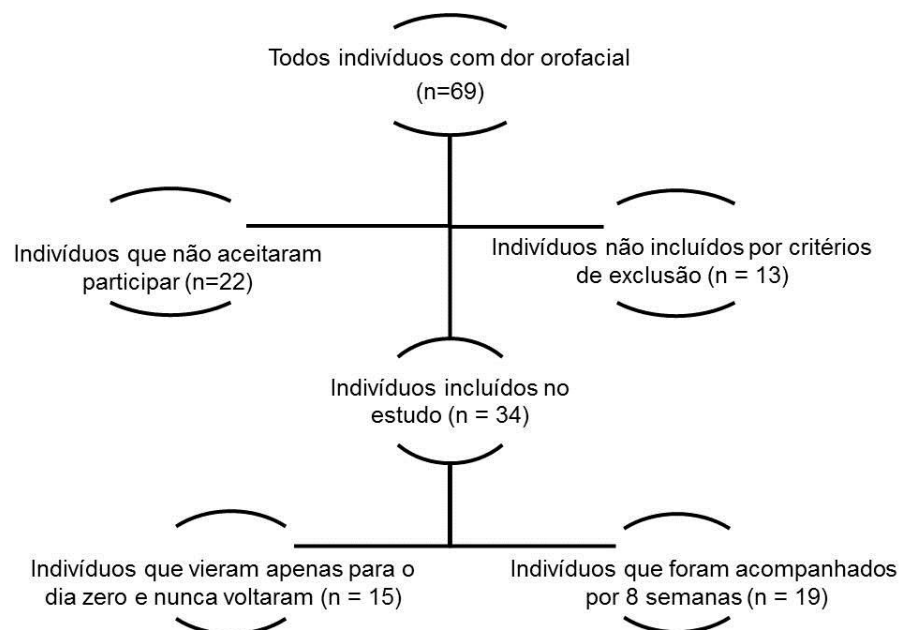 Todos indivíduos com dor orofacial
(n=69)
Indivíduos que não aceitaram
participar (n=22)
Indivíduos não incluídos por critérios
de exclusão (n = 13)
Indivíduos incluídos no
estudo (n = 34)
Indivíduos que vieram apenas para o
dia zero e nunca voltaram (n = 15)
Indivíduos que foram acompanhados
por 8 semanas (n = 19)